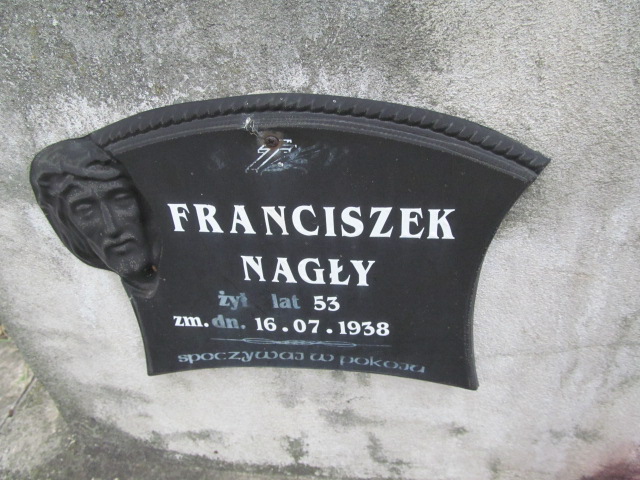 FRANCISZEK
NAGŁY
żył lat 53
zm. dn. 16.07.1938
spoczywaj w pokoju